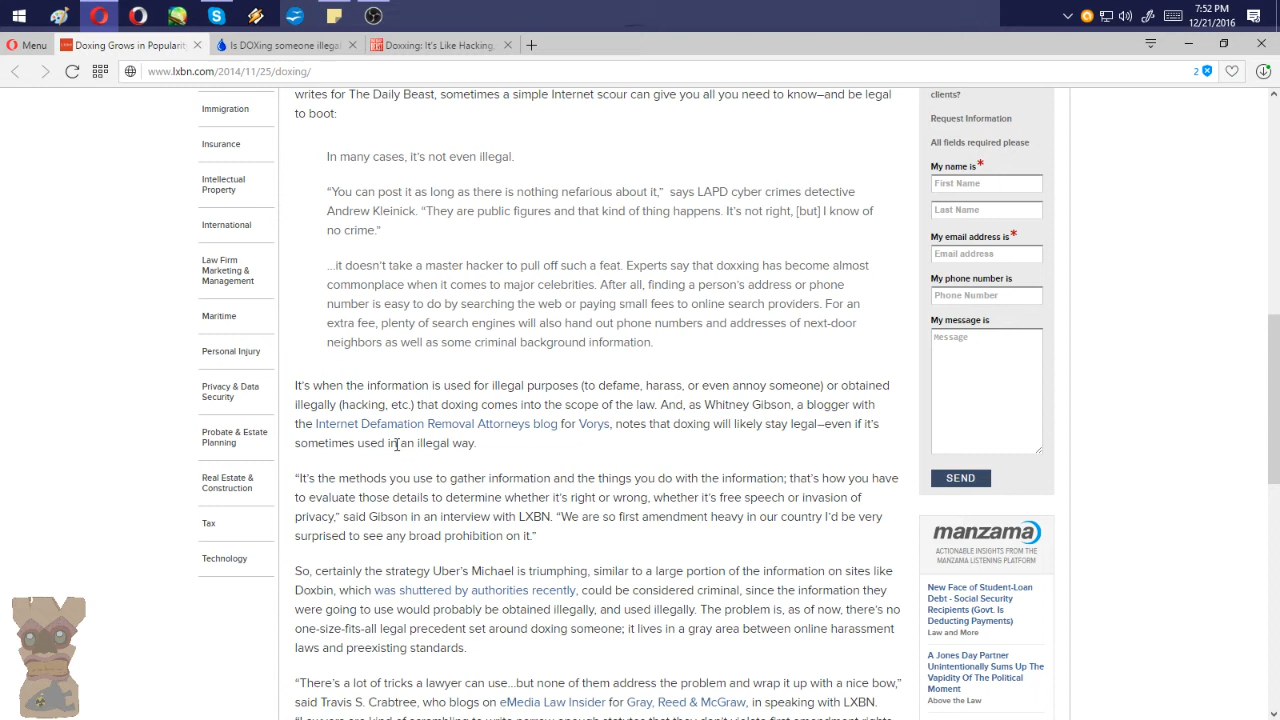 7:52 PM
12/21/2016
Menu
Doxing Grows in Popularity
Is DOXing someone illegal
Doxxing: It's Like Hacking,
www.lxbn.com/2014/11/25/doxing/
2
Immigration
Insurance
Intellectual
Property
International
Law Firm
Marketing &
Management
Maritime
Personal Injury
Privacy & Data
Security
Probate & Estate
Planning
Real Estate &
Construction
Tax
Technology
writes for The Daily Beast, sometimes a simple Internet scour can give you all you need to know–and be legal
to boot:
In many cases, it's not even illegal.
“You can post it as long as there is nothing nefarious about it,” says LAPD cyber crimes detective
Andrew Kleinick. “They are public figures and that kind of thing happens. It's not right, [but] I know of
no crime.”
...it doesn't take a master hacker to pull off such a feat. Experts say that doxxing has become almost
commonplace when it comes to major celebrities. After all, finding a person's address or phone
number is easy to do by searching the web or paying small fees to online search providers. For an
extra fee, plenty of search engines will also hand out phone numbers and addresses of next-door
neighbors as well as some criminal background information.
It's when the information is used for illegal purposes (to defame, harass, or even annoy someone) or obtained
illegally (hacking, etc.) that doxing comes into the scope of the law. And, as Whitney Gibson, a blogger with
the Internet Defamation Removal Attorneys blog for Vorys, notes that doxing will likely stay legal–even if it's
sometimes used in an illegal way.
“It's the methods you use to gather information and the things you do with the information; that's how you have
to evaluate those details to determine whether it's right or wrong, whether it's free speech or invasion of
privacy,” said Gibson in an interview with LXBN. “We are so first amendment heavy in our country I'd be very
surprised to see any broad prohibition on it.”
So, certainly the strategy Uber's Michael is triumphing, similar to a large portion of the information on sites like
Doxbin, which was shuttered by authorities recently, could be considered criminal, since the information they
were going to use would probably be obtained illegally, and used illegally. The problem is, as of now, there's no
one-size-fits-all legal precedent set around doxing someone; it lives in a gray area between online harassment
laws and preexisting standards.
“There's a lot of tricks a lawyer can use...but none of them address the problem and wrap it up with a nice bow,”
said Travis S. Crabtree, who blogs on eMedia Law Insider for Gray, Reed & McGraw, in speaking with LXBN.
clients?
Request Information
All fields required please
My name is*
First Name
Last Name
My email address is*
Email address
My phone number is
Phone Number
My message is
Message
SEND
manzama
ACTIONABLE INSIGHTS FROM THE
MANZAMA LISTENING PLATFORM
New Face of Student-Loan
Debt - Social Security
Recipients (Govt. Is
Deducting Payments)
Law and More
A Jones Day Partner
Unintentionally Sums Up The
Vapidity Of The Political
Moment
Above the Law